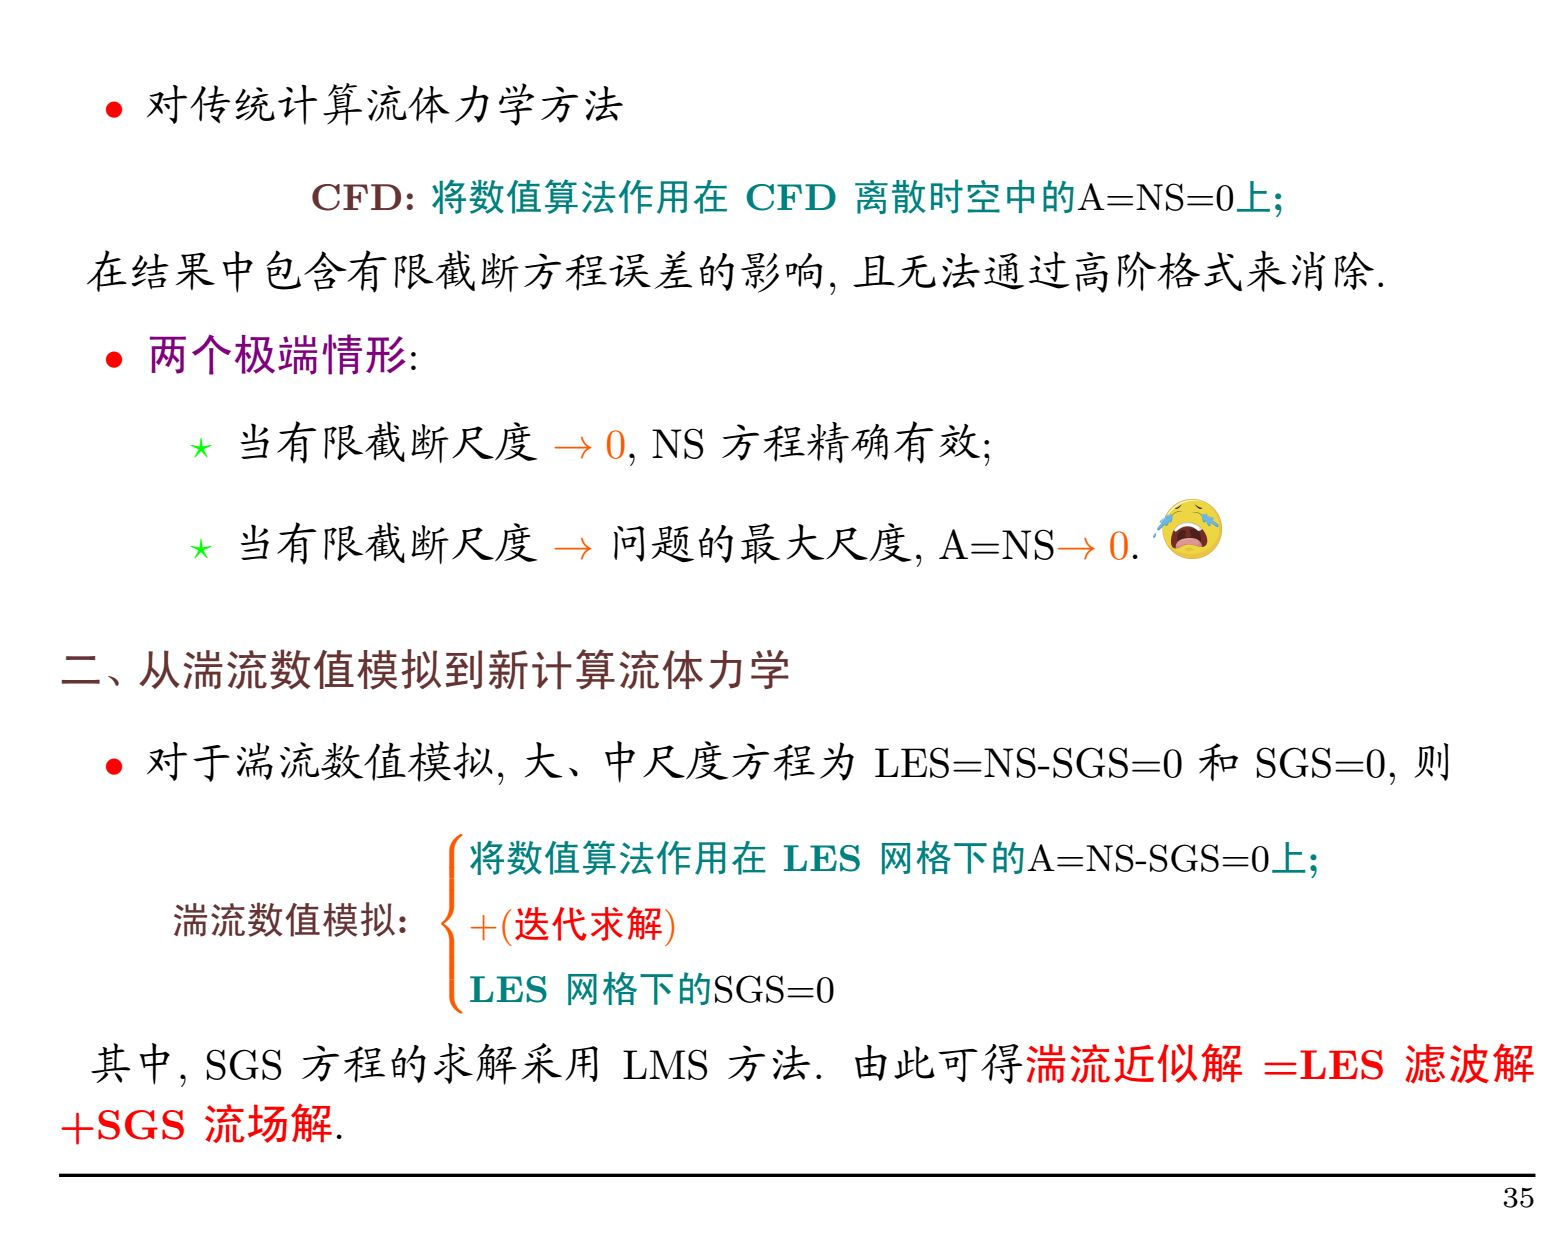 • 对传统计算流体力学方法
CFD: 将数值算法作用在 CFD 离散时空中的A=NS=0上;
在结果中包含有限截断方程误差的影响, 且无法通过高阶格式来消除.
• 两个极端情形:
⋆ 当有限截断尺度 → 0, NS 方程精确有效;
⋆ 当有限截断尺度 → 问题的最大尺度, A=NS→ 0.
二、从湍流数值模拟到新计算流体力学
• 对于湍流数值模拟, 大、中尺度方程为 LES=NS-SGS=0 和 SGS=0, 则
将数值算法作用在 LES 网格下的A=NS-SGS=0上;
湍流数值模拟: +(迭代求解)
LES 网格下的SGS=0
其中, SGS 方程的求解采用 LMS 方法. 由此可得湍流近似解 =LES 滤波解
+SGS 流场解.
35